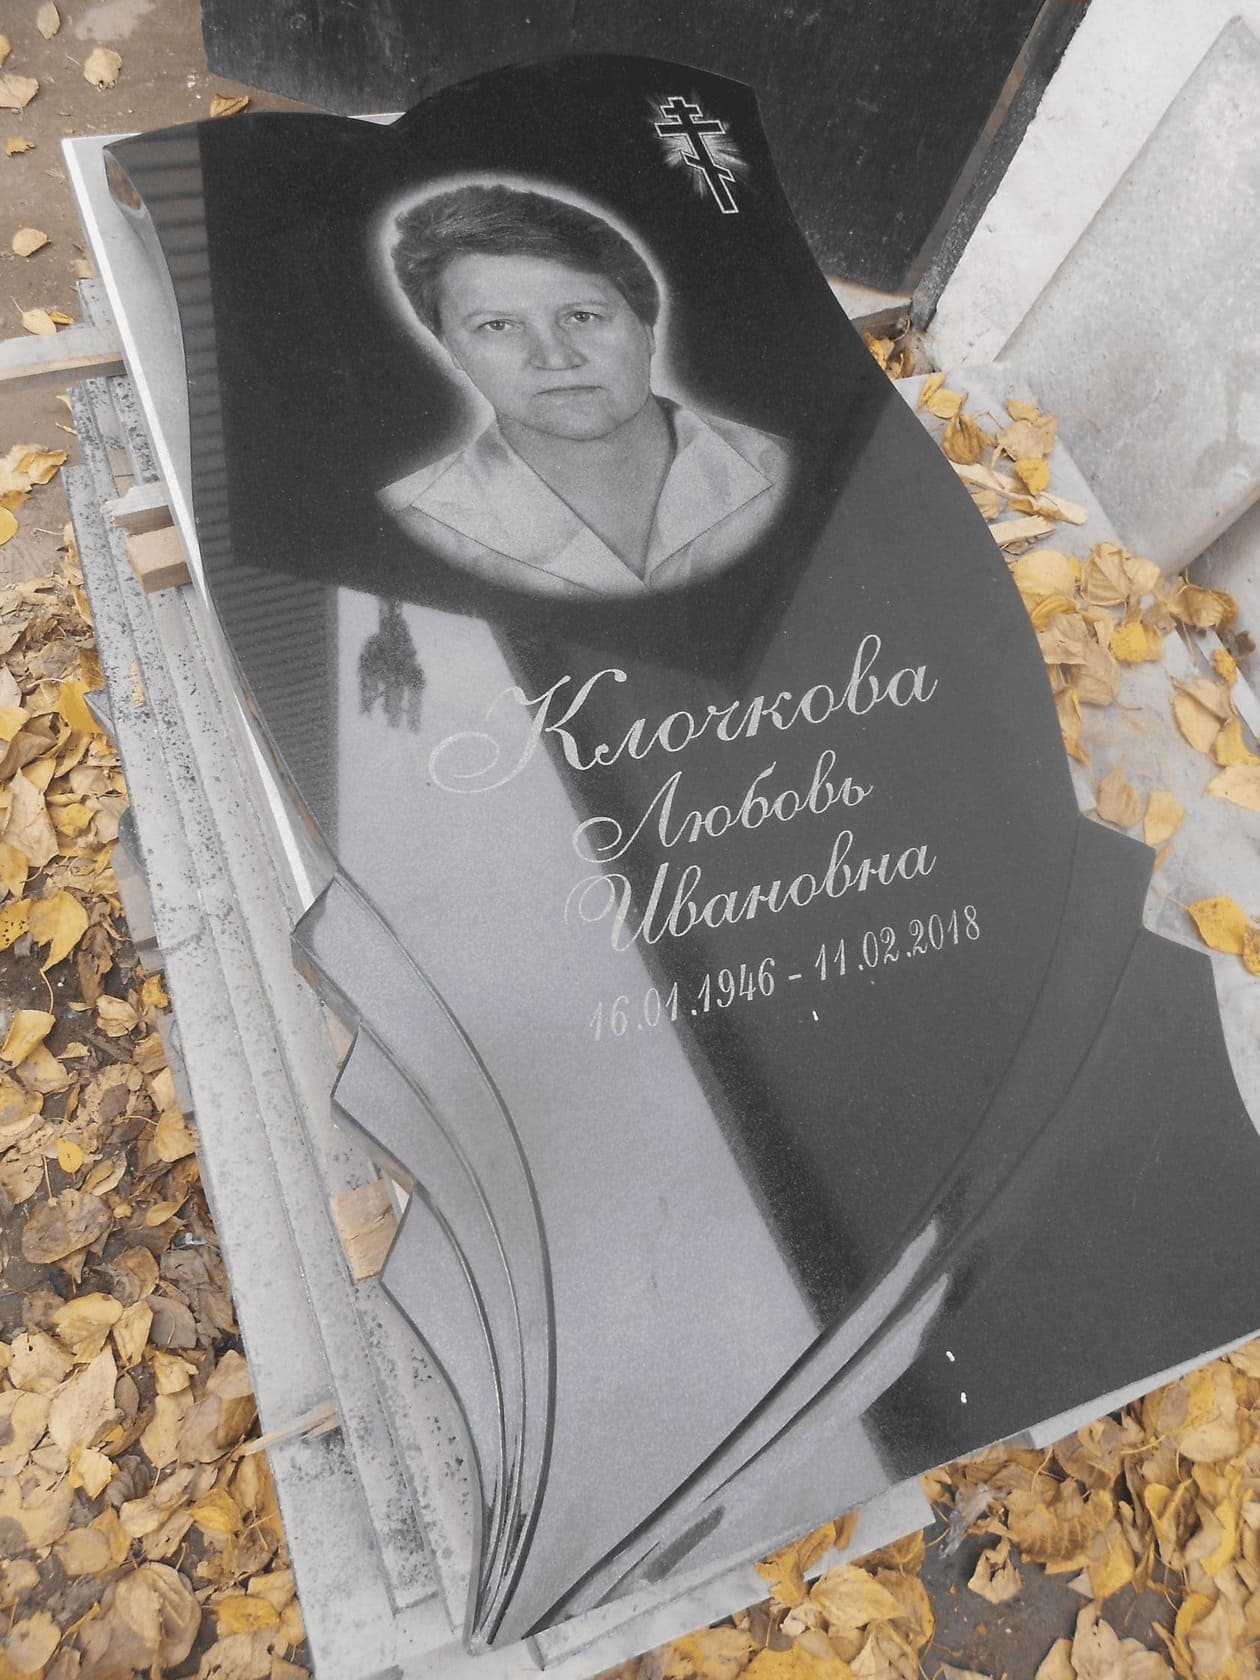 Клочкова
Любовь
Ивановна
16.01.1946 - 11.02.2018